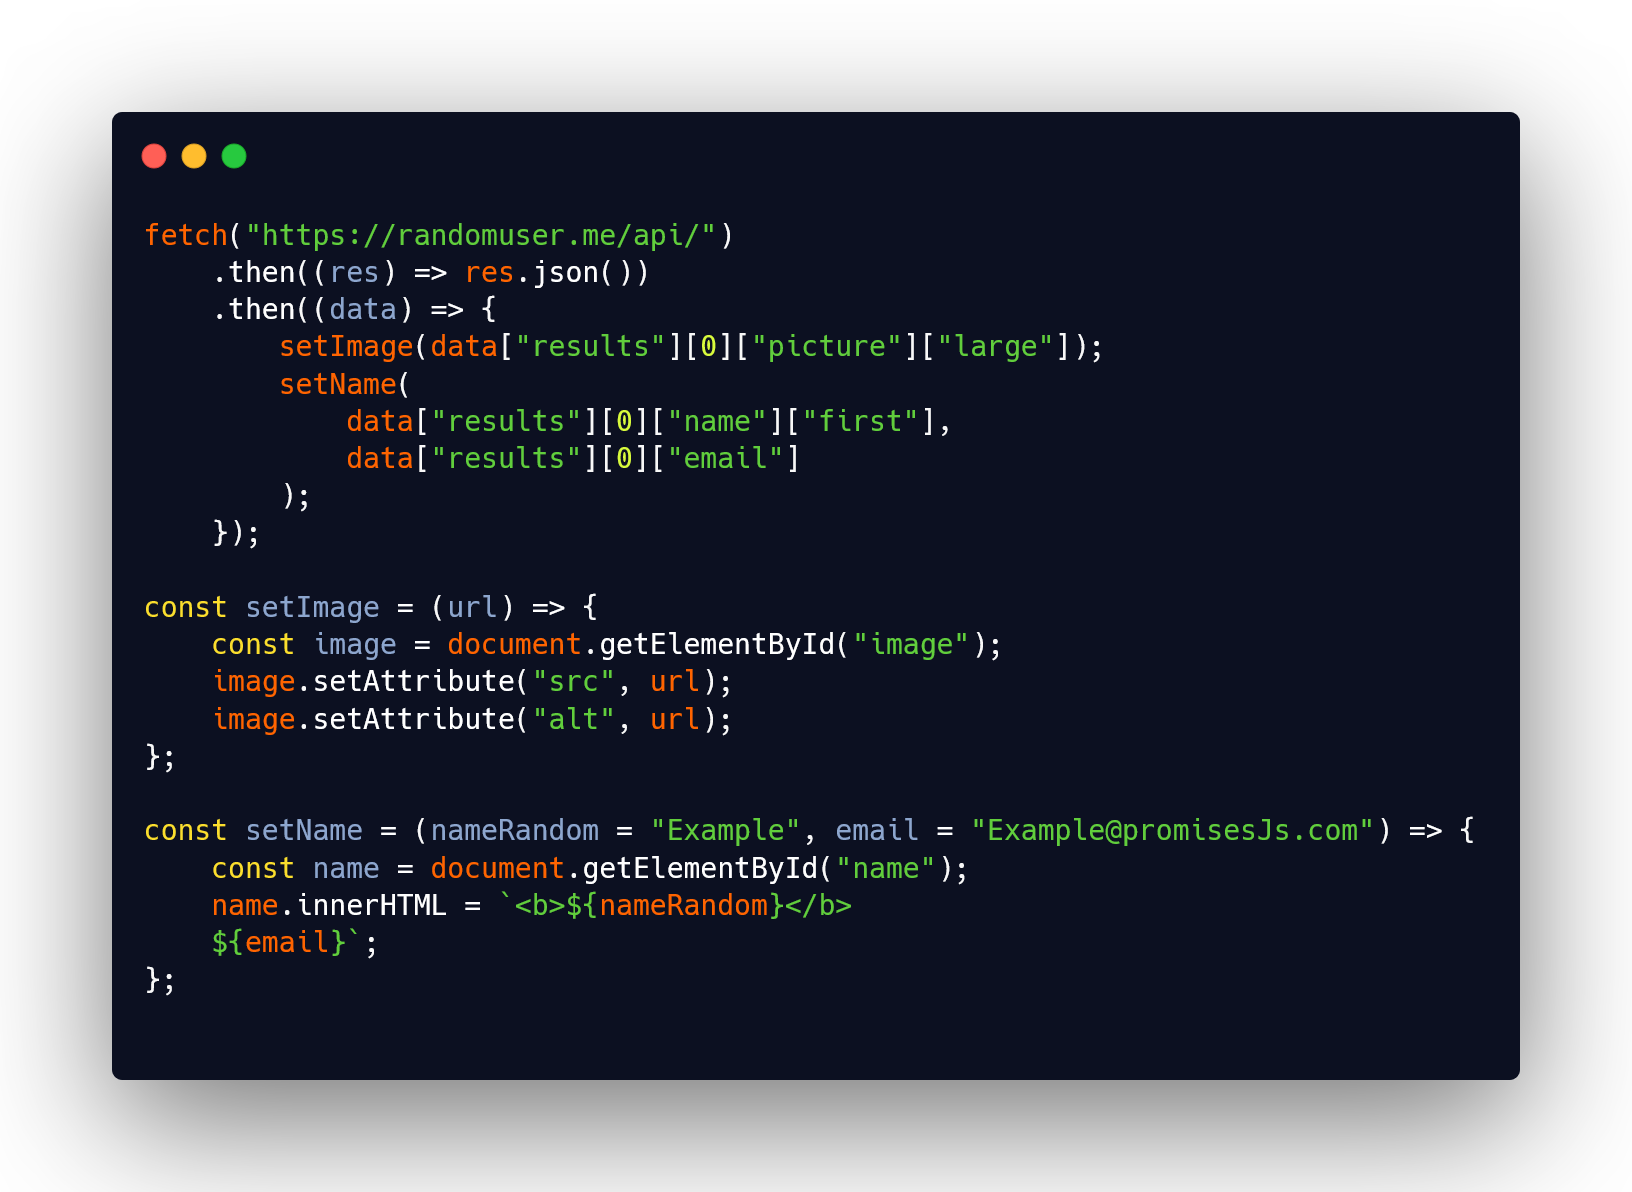 fetch("https://randomuser.me/api/")
    .then((res) => res.json())
    .then((data) => {
        setImage(data["results"][0]["picture"]["large"]);
        setName(
            data["results"][0]["name"]["first"],
            data["results"][0]["email"]
        );
    });

const setImage = (url) => {
    const image = document.getElementById("image");
    image.setAttribute("src", url);
    image.setAttribute("alt", url);
};

const setName = (nameRandom = "Example", email = "Example@promisesJs.com") => {
    const name = document.getElementById("name");
    name.innerHTML = `<b>${nameRandom}</b>
    ${email}`;
};